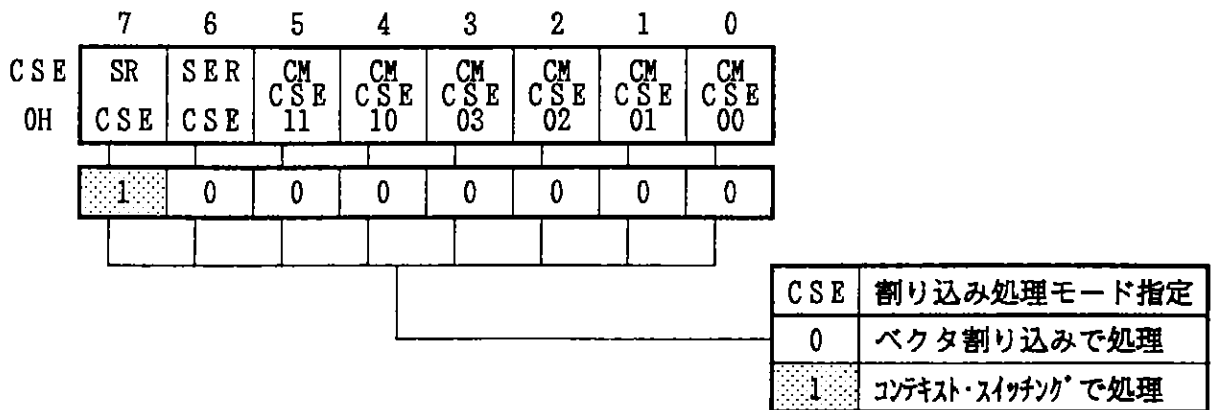 7 6 5 4 3 2 1 0
CSE 0H
SR CSE
SER CSE
CM CSE 11
CM CSE 10
CM CSE 03
CM CSE 02
CM CSE 01
CM CSE 00
1 0 0 0 0 0 0 0
CSE 割り込み処理モード指定
0 ベクタ割り込みで処理
1 コンテキスト・スイッチングで処理